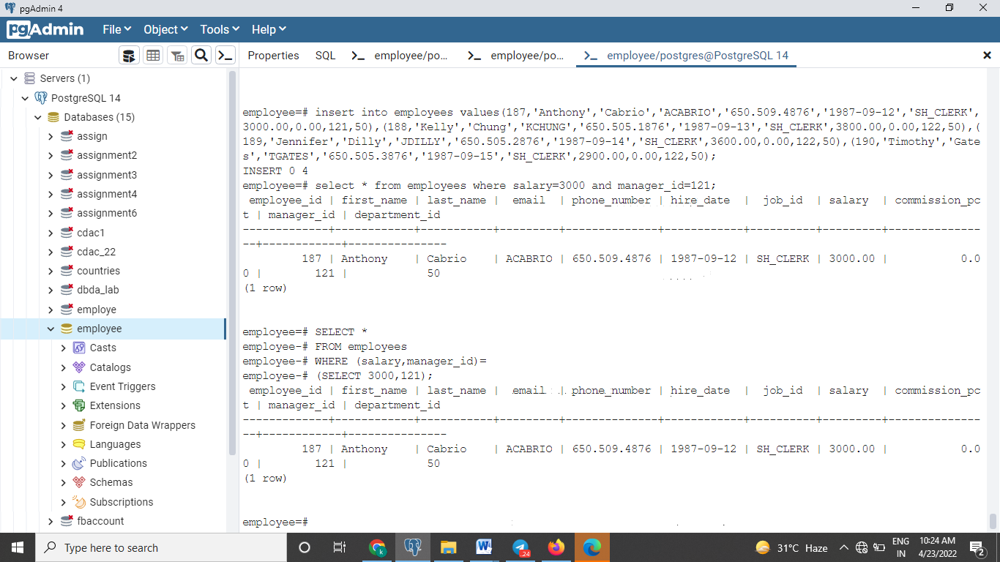 pgAdmin 4
pgAdmin File Object Tools Help
Browser
Properties SQL employee/po... employee/po... employee/postgres@PostgreSQL 14
Servers (1)
PostgreSQL 14
Databases (15)
assign
assignment2
assignment3
assignment4
assignment6
cdac1
cdac_22
countries
dbda_lab
employe
employee
Casts
Catalogs
Event Triggers
Extensions
Foreign Data Wrappers
Languages
Publications
Schemas
Subscriptions
fbaccount
employee=# insert into employees values(187,'Anthony','Cabrio','ACABRIO','650.509.4876','1987-09-12','SH_CLERK',
3000.00,0.00,121,50),(188,'Kelly','Chung','KCHUNG','650.505.1876','1987-09-13','SH_CLERK',3800.00,0.00,122,50),(
189,'Jennifer','Dilly','JDILLY','650.505.2876','1987-09-14','SH_CLERK',3600.00,0.00,122,50),(190,'Timothy','Gate
s','TGATES','650.505.3876','1987-09-15','SH_CLERK',2900.00,0.00,122,50);
INSERT 0 4
employee=# select * from employees where salary=3000 and manager_id=121;
employee_id | first_name | last_name | email | phone_number | hire_date | job_id | salary | commission_pc
t | manager_id | department_id
-------------+------------+-----------+---------+--------------+------------+----------+---------+--------------
--+------------+---------------
187 | Anthony | Cabrio | ACABRIO | 650.509.4876 | 1987-09-12 | SH_CLERK | 3000.00 | 0.0
0 | 121 | 50
(1 row)
employee=# SELECT *
employee-# FROM employees
employee-# WHERE (salary,manager_id)=
employee-# (SELECT 3000,121);
employee_id | first_name | last_name | email | phone_number | hire_date | job_id | salary | commission_pc
t | manager_id | department_id
-------------+------------+-----------+---------+--------------+------------+----------+---------+--------------
--+------------+---------------
187 | Anthony | Cabrio | ACABRIO | 650.509.4876 | 1987-09-12 | SH_CLERK | 3000.00 | 0.0
0 | 121 | 50
(1 row)
employee=#
Type here to search
24
31°C Haze
ENG
IN
10:24 AM
4/23/2022
2